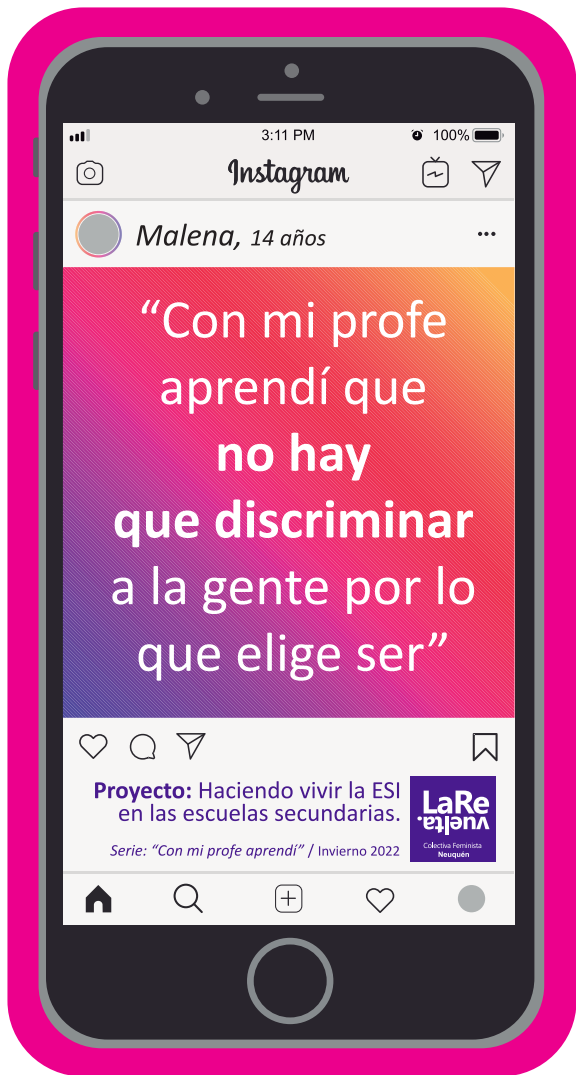 3:11 PM
100%
Instagram
Malena, 14 años
“Con mi profe
aprendí que
no hay
que discriminar
a la gente por lo
que elige ser”
Proyecto: Haciendo vivir la ESI
en las escuelas secundarias.
Serie: “Con mi profe aprendí” / Invierno 2022
LaRe
vuelta.
Colectiva Feminista
Neuquén